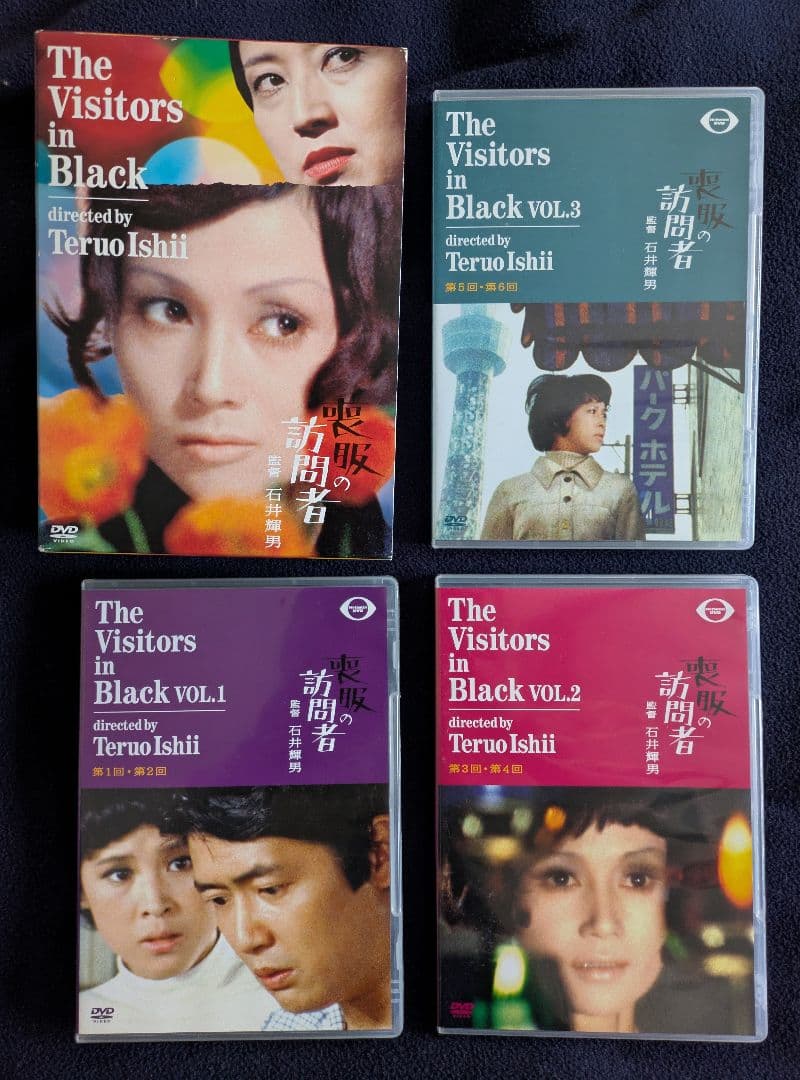 The
Visitors
in
Black
directed by
Teruo Ishii
喪服の
訪問者
監督 石井輝男
DVD
VIDEO
The
Visitors
in
Black VOL.3
directed by
Teruo Ishii
第5回・第6回
喪服の
訪問者
監督 石井輝男
パーク ホテル
DVD
The
Visitors
in
Black VOL.1
directed by
Teruo Ishii
第1回・第2回
喪服の
訪問者
監督 石井輝男
DVD
VIDEO
The
Visitors
in
Black VOL.2
directed by
Teruo Ishii
第3回・第4回
喪服の
訪問者
監督 石井輝男
DVD